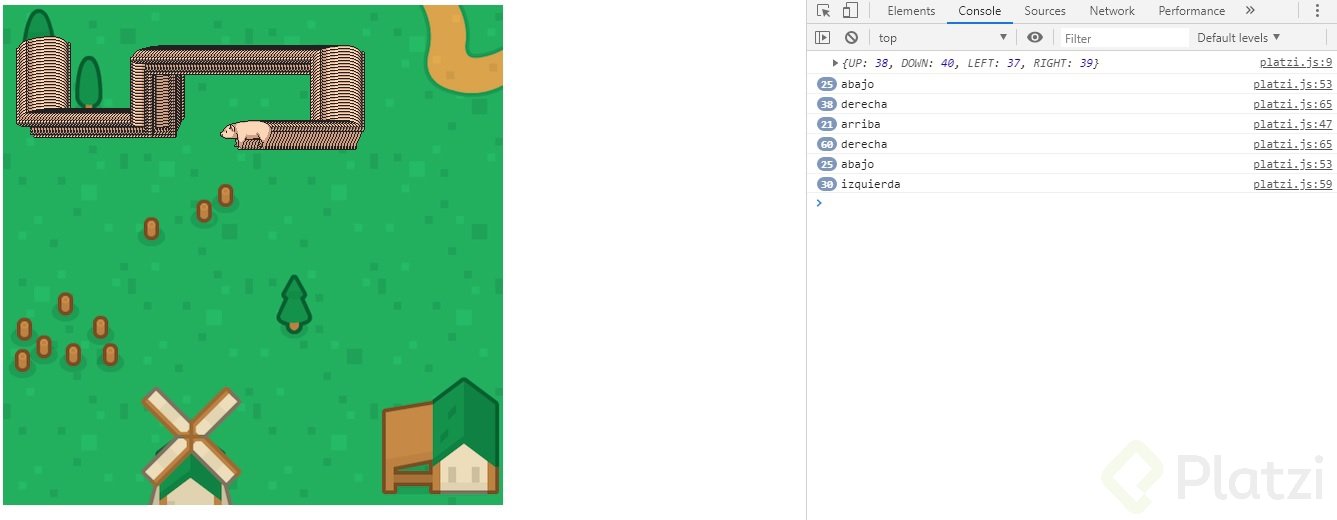 Elements Console Sources Network Performance »
top ▼ Filter Default levels ▼
▶ {UP: 38, DOWN: 40, LEFT: 37, RIGHT: 39} platzi.js:9
25 abajo platzi.js:53
38 derecha platzi.js:65
21 arriba platzi.js:47
60 derecha platzi.js:65
25 abajo platzi.js:53
30 izquierda platzi.js:59
>
Platzi